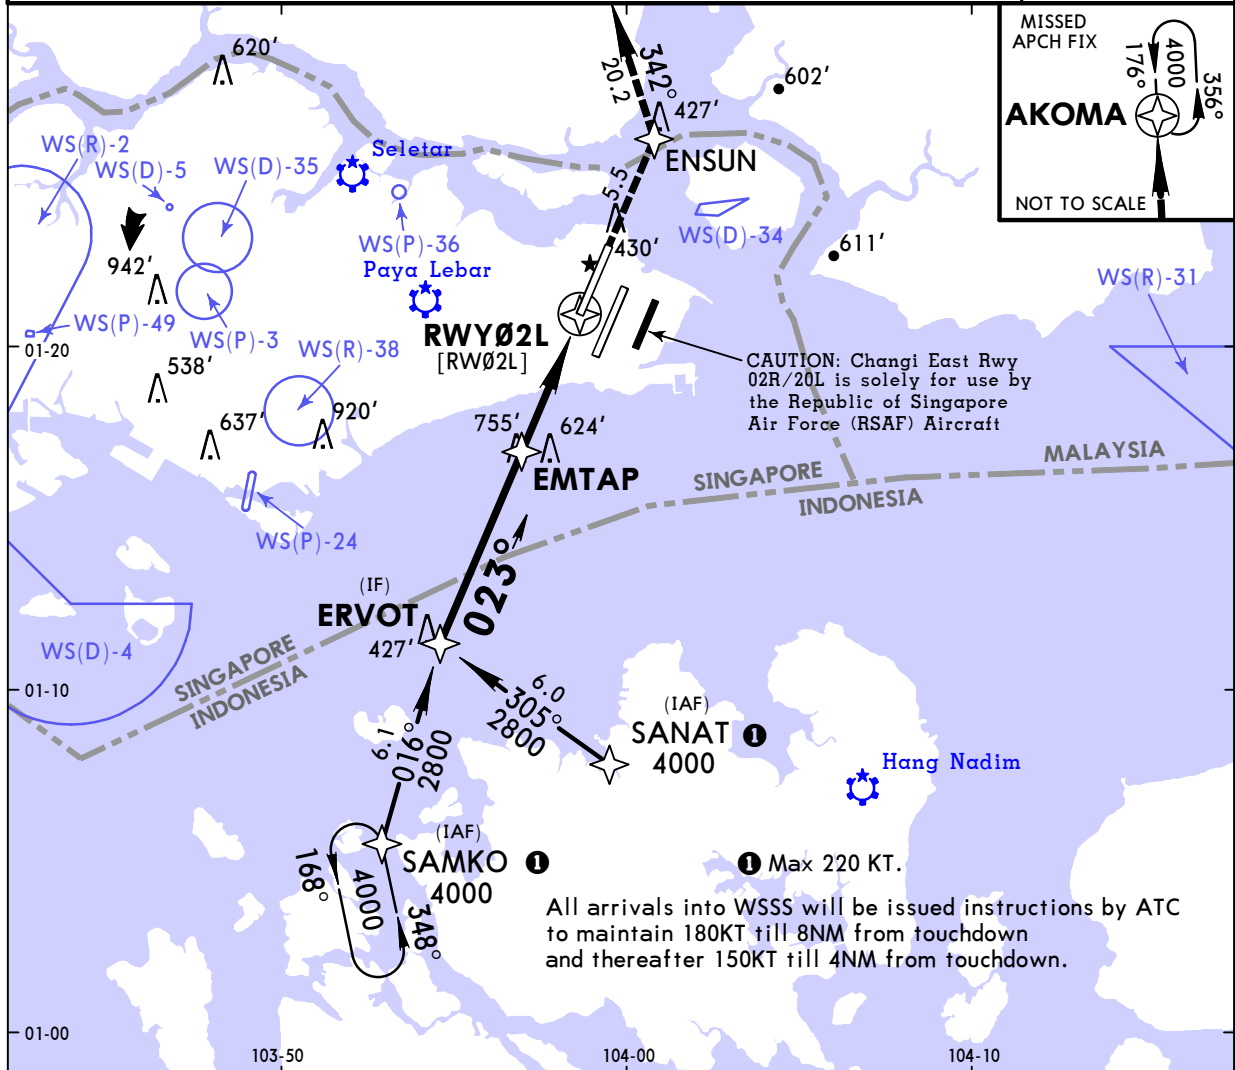 MISSED
APCH FIX
4000
176°
356°
AKOMA
NOT TO SCALE
620'
342°
20.2
602'
427'
WS(R)-2
WS(D)-5
WS(D)-35
Seletar
ENSUN
5.5
WS(P)-36
WS(D)-34
430'
611'
942'
Paya Lebar
WS(R)-31
WS(P)-49
WS(P)-3
RWYØ2L
[RWØ2L]
01-20
WS(R)-38
538'
CAUTION: Changi East Rwy
02R/20L is solely for use by
the Republic of Singapore
Air Force (RSAF) Aircraft
637'
920'
755'
624'
EMTAP
SINGAPORE
MALAYSIA
INDONESIA
WS(P)-24
023°
(IF)
ERVOT
427'
WS(D)-4
SINGAPORE
INDONESIA
01-10
6.0
305°
2800
(IAF)
SANAT 1
4000
6.1
016°
2800
Hang Nadim
(IAF)
SAMKO 1
4000
168°
4000
348°
1 Max 220 KT.
All arrivals into WSSS will be issued instructions by ATC
to maintain 180KT till 8NM from touchdown
and thereafter 150KT till 4NM from touchdown.
01-00
103-50
104-00
104-10